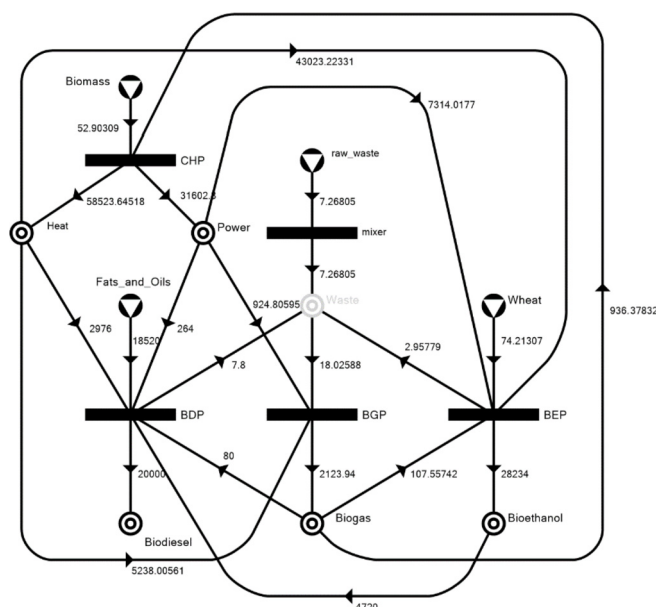 43023.22331
Biomass
7314.0177
52.90309
CHP
raw_waste
58523.64518
31602.3
7.26805
Heat
Power
mixer
Fats_and_Oils
7.26805
Wheat
924.80595
Waste
936.37832
2976
18520
264
74.21307
7.8
18.02588
2.95779
BDP
BGP
BEP
20000
80
2123.94
107.55742
28234
Biodiesel
Biogas
Bioethanol
5238.00561
4729